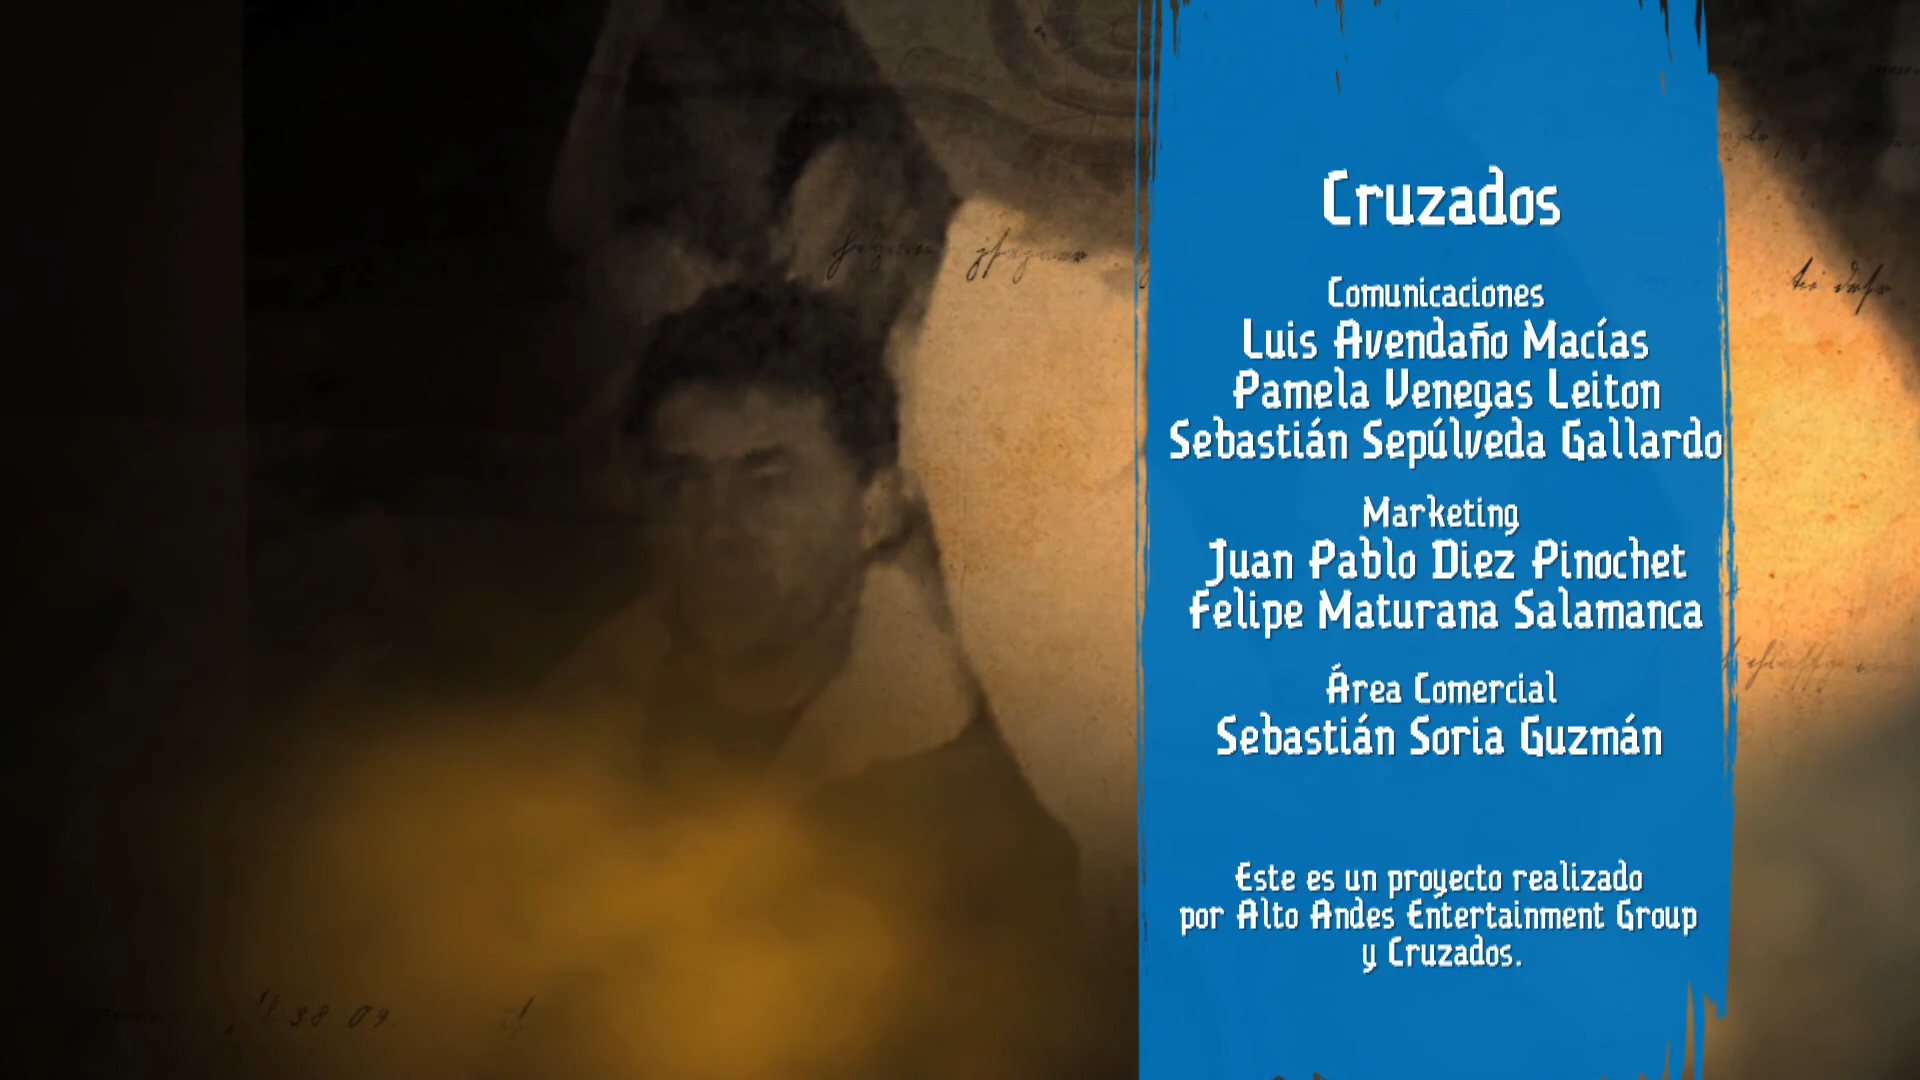 Cruzados
Comunicaciones
Luis Avendaño Macías
Pamela Venegas Leiton
Sebastián Sepúlveda Gallardo
Marketing
Juan Pablo Diez Pinochet
Felipe Maturana Salamanca
Área Comercial
Sebastián Soria Guzmán
Este es un proyecto realizado
por Alto Andes Entertainment Group
y Cruzados.